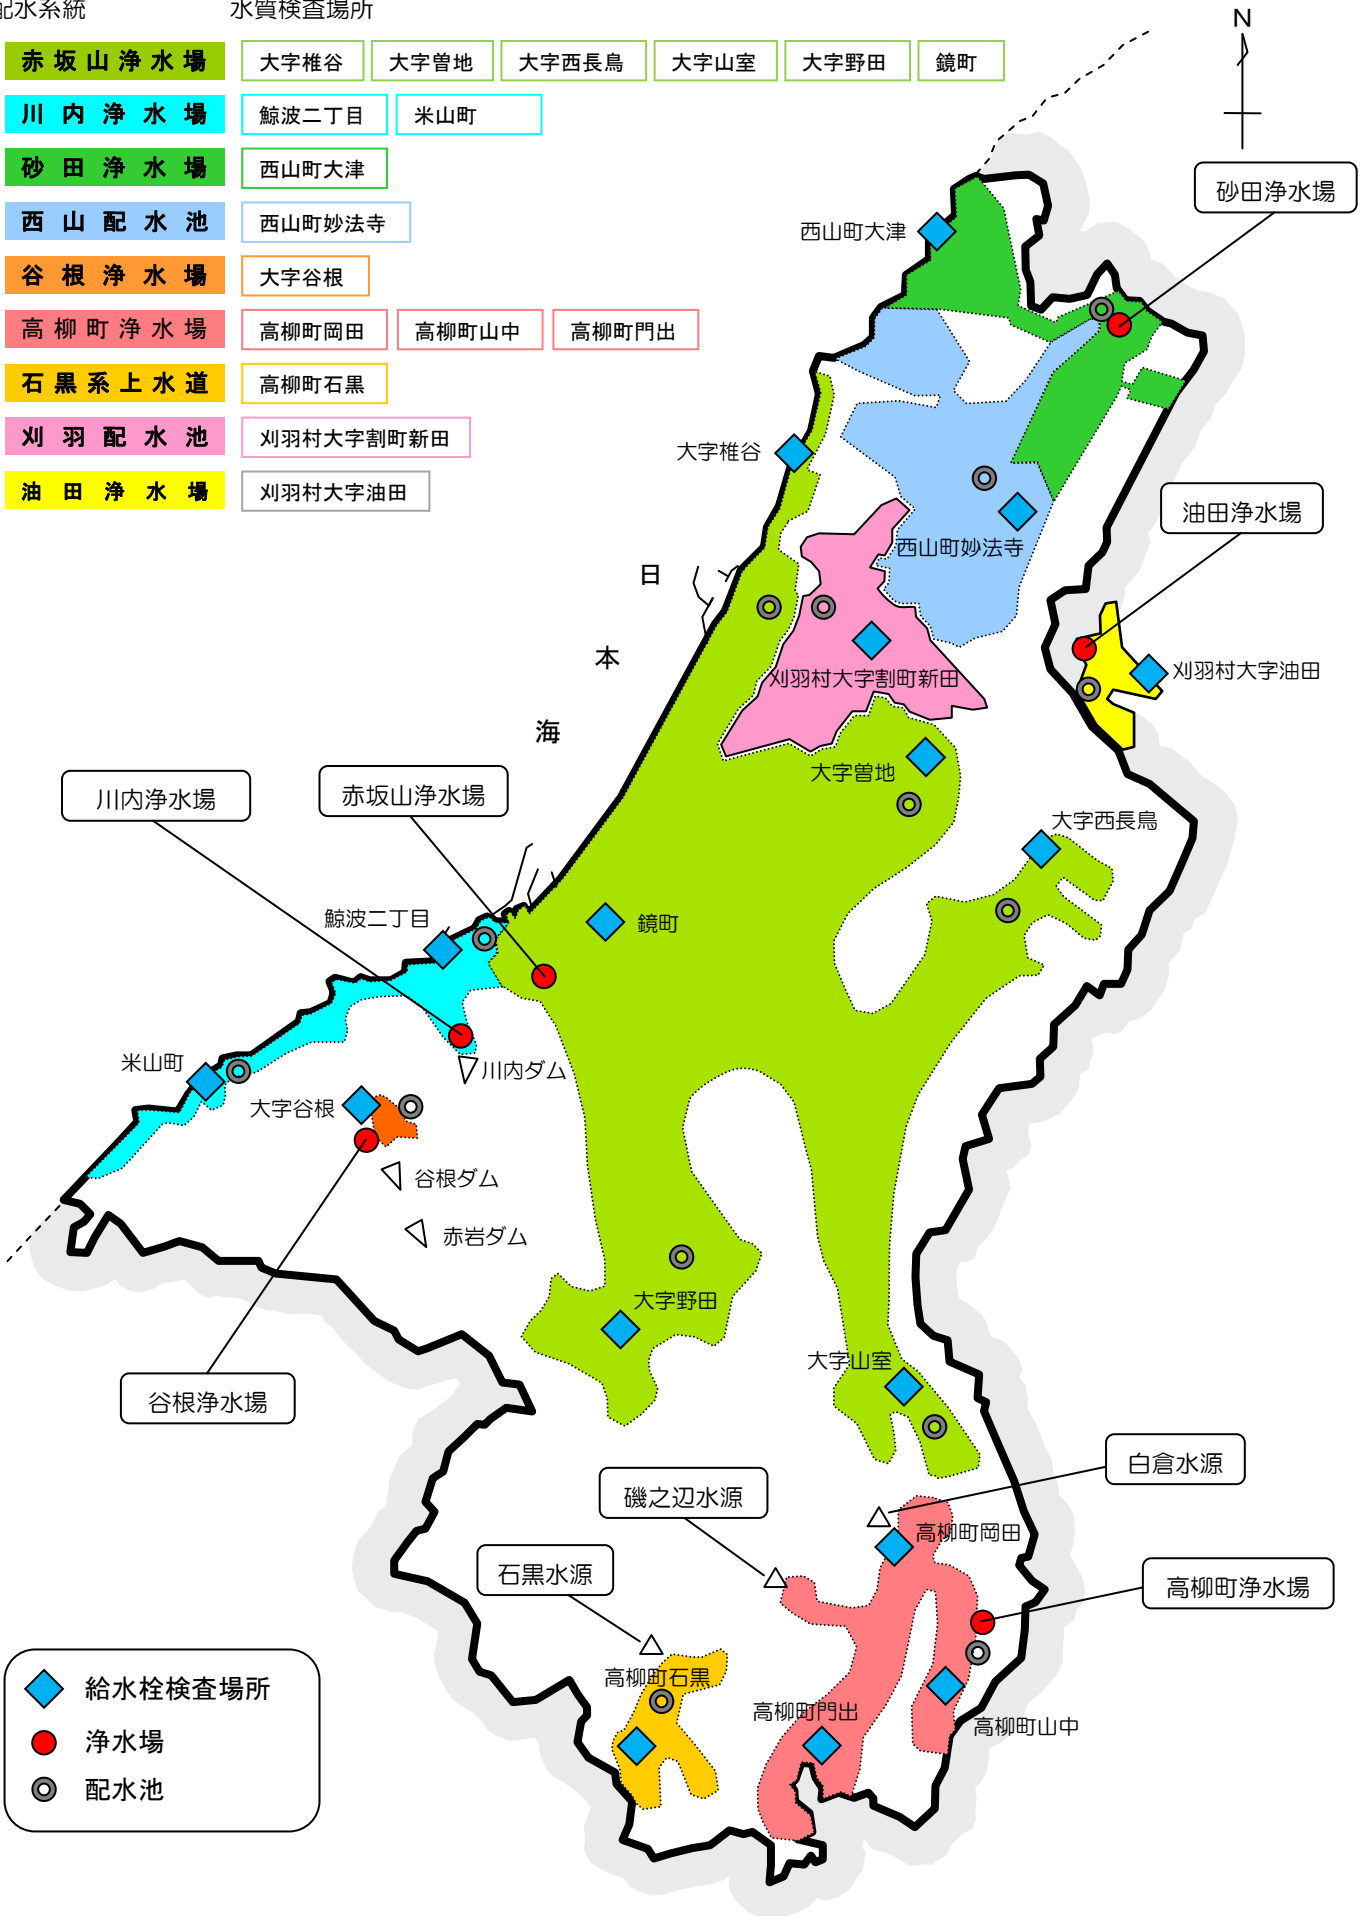 配水系統 水質検査場所
赤坂山浄水場 大字椎谷 大字曽地 大字西長鳥 大字山室 大字野田 鏡町
川内浄水場 鯨波二丁目 米山町
砂田浄水場 西山町大津
西山配水池 西山町妙法寺
谷根浄水場 大字谷根
高柳町浄水場 高柳町岡田 高柳町山中 高柳町門出
石黒系上水道 高柳町石黒
刈羽配水池 刈羽村大字割町新田
油田浄水場 刈羽村大字油田
N
砂田浄水場
西山町大津
大字椎谷
油田浄水場
西山町妙法寺
日
本
海
刈羽村大字割町新田
刈羽村大字油田
大字曽地
川内浄水場
赤坂山浄水場
大字西長鳥
鯨波二丁目
鏡町
米山町
川内ダム
大字谷根
谷根ダム
赤岩ダム
大字野田
大字山室
谷根浄水場
白倉水源
磯之辺水源
高柳町岡田
石黒水源
高柳町浄水場
高柳町石黒
高柳町門出
高柳町山中
給水栓検査場所
浄水場
配水池